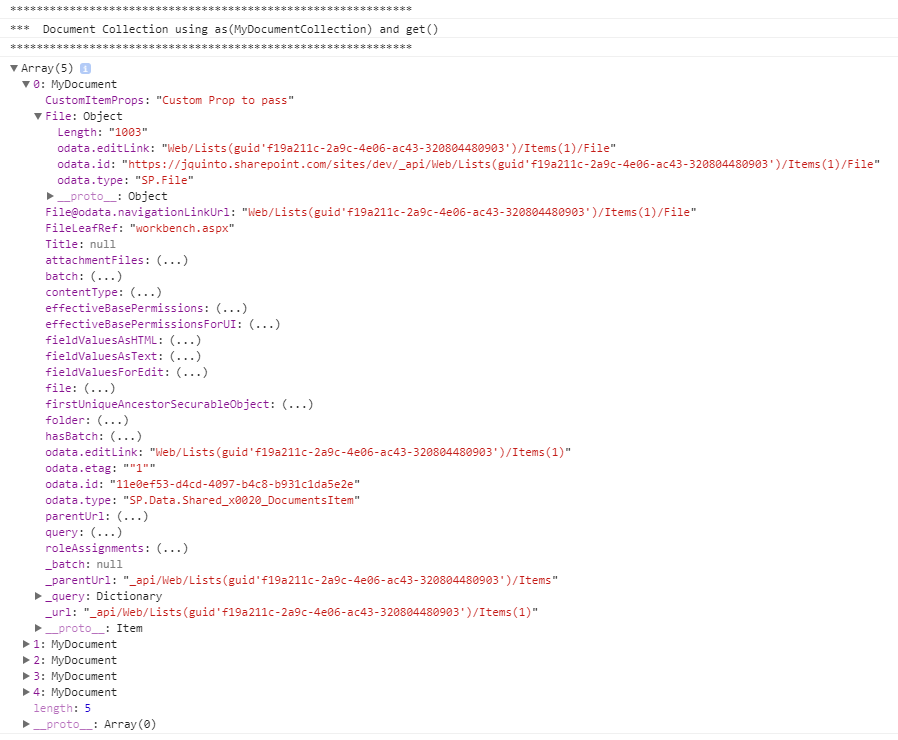 *************************************************************
***  Document Collection using as(MyDocumentCollection) and get()
*************************************************************
▼Array(5) i
▼0: MyDocument
CustomItemProps: "Custom Prop to pass"
▼File: Object
Length: "1003"
odata.editLink: "Web/Lists(guid'f19a211c-2a9c-4e06-ac43-320804480903')/Items(1)/File"
odata.id: "https://jquinto.sharepoint.com/sites/dev/_api/Web/Lists(guid'f19a211c-2a9c-4e06-ac43-320804480903')/Items(1)/File"
odata.type: "SP.File"
▶__proto__: Object
File@odata.navigationLinkUrl: "Web/Lists(guid'f19a211c-2a9c-4e06-ac43-320804480903')/Items(1)/File"
FileLeafRef: "workbench.aspx"
Title: null
attachmentFiles: (...)
batch: (...)
contentType: (...)
effectiveBasePermissions: (...)
effectiveBasePermissionsForUI: (...)
fieldValuesAsHTML: (...)
fieldValuesAsText: (...)
fieldValuesForEdit: (...)
file: (...)
firstUniqueAncestorSecurableObject: (...)
folder: (...)
hasBatch: (...)
odata.editLink: "Web/Lists(guid'f19a211c-2a9c-4e06-ac43-320804480903')/Items(1)"
odata.etag: ""1""
odata.id: "11e0ef53-d4cd-4097-b4c8-b931c1da5e2e"
odata.type: "SP.Data.Shared_x0020_DocumentsItem"
parentUrl: (...)
query: (...)
roleAssignments: (...)
_batch: null
_parentUrl: "_api/Web/Lists(guid'f19a211c-2a9c-4e06-ac43-320804480903')/Items"
▶_query: Dictionary
_url: "_api/Web/Lists(guid'f19a211c-2a9c-4e06-ac43-320804480903')/Items(1)"
▶__proto__: Item
▶1: MyDocument
▶2: MyDocument
▶3: MyDocument
▶4: MyDocument
length: 5
▶__proto__: Array(0)